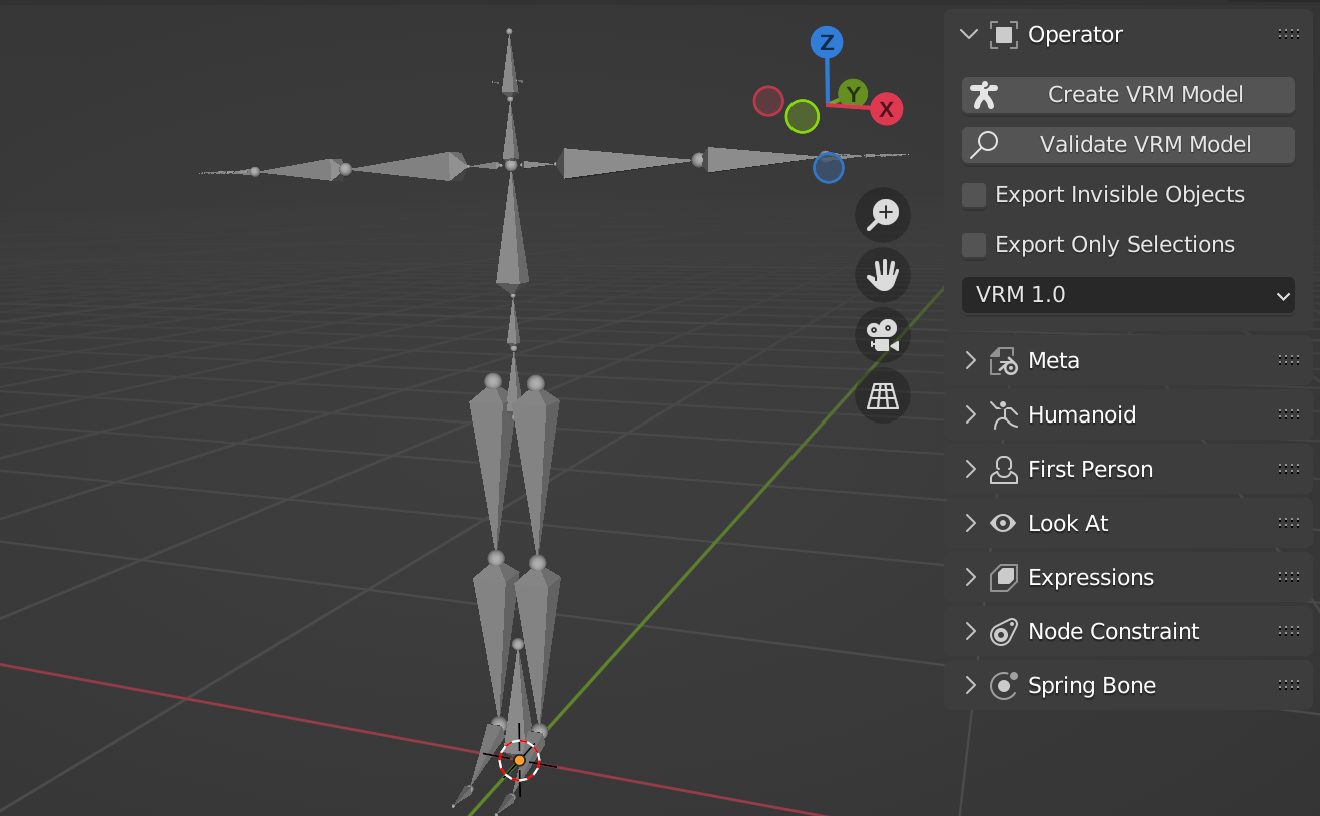 Z
Y
X
Operator
Create VRM Model
Validate VRM Model
Export Invisible Objects
Export Only Selections
VRM 1.0
Meta
Humanoid
First Person
Look At
Expressions
Node Constraint
Spring Bone